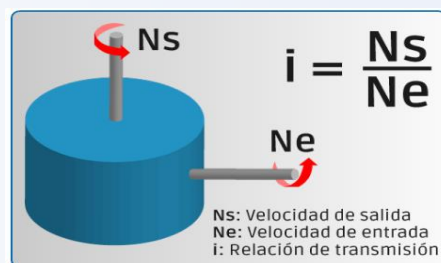 Ns
i = Ns
Ne
Ne
Ns: Velocidad de salida
Ne: Velocidad de entrada
i: Relación de transmisión